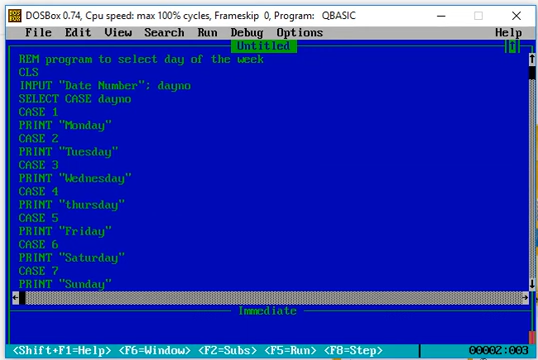 DOSBox 0.74, Cpu speed: max 100% cycles, Frameskip 0, Program: QBASIC
File Edit View Search Run Debug Options Help
Untitled
REM program to select day of the week
CLS
INPUT "Date Number": dayno
SELECT CASE dayno
CASE 1
PRINT "Monday"
CASE 2
PRINT "Tuesday"
CASE 3
PRINT "Wednesday"
CASE 4
PRINT "thursday"
CASE 5
PRINT "Friday"
CASE 6
PRINT "Saturday"
CASE 7
PRINT "Sunday"
Immediate
<Shift+F1=Help> <F6=Window> <F2=Subs> <F5=Run> <F8=Step> 00002:003